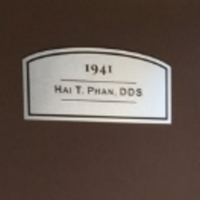 1941
HAI T. PHAN, DDS